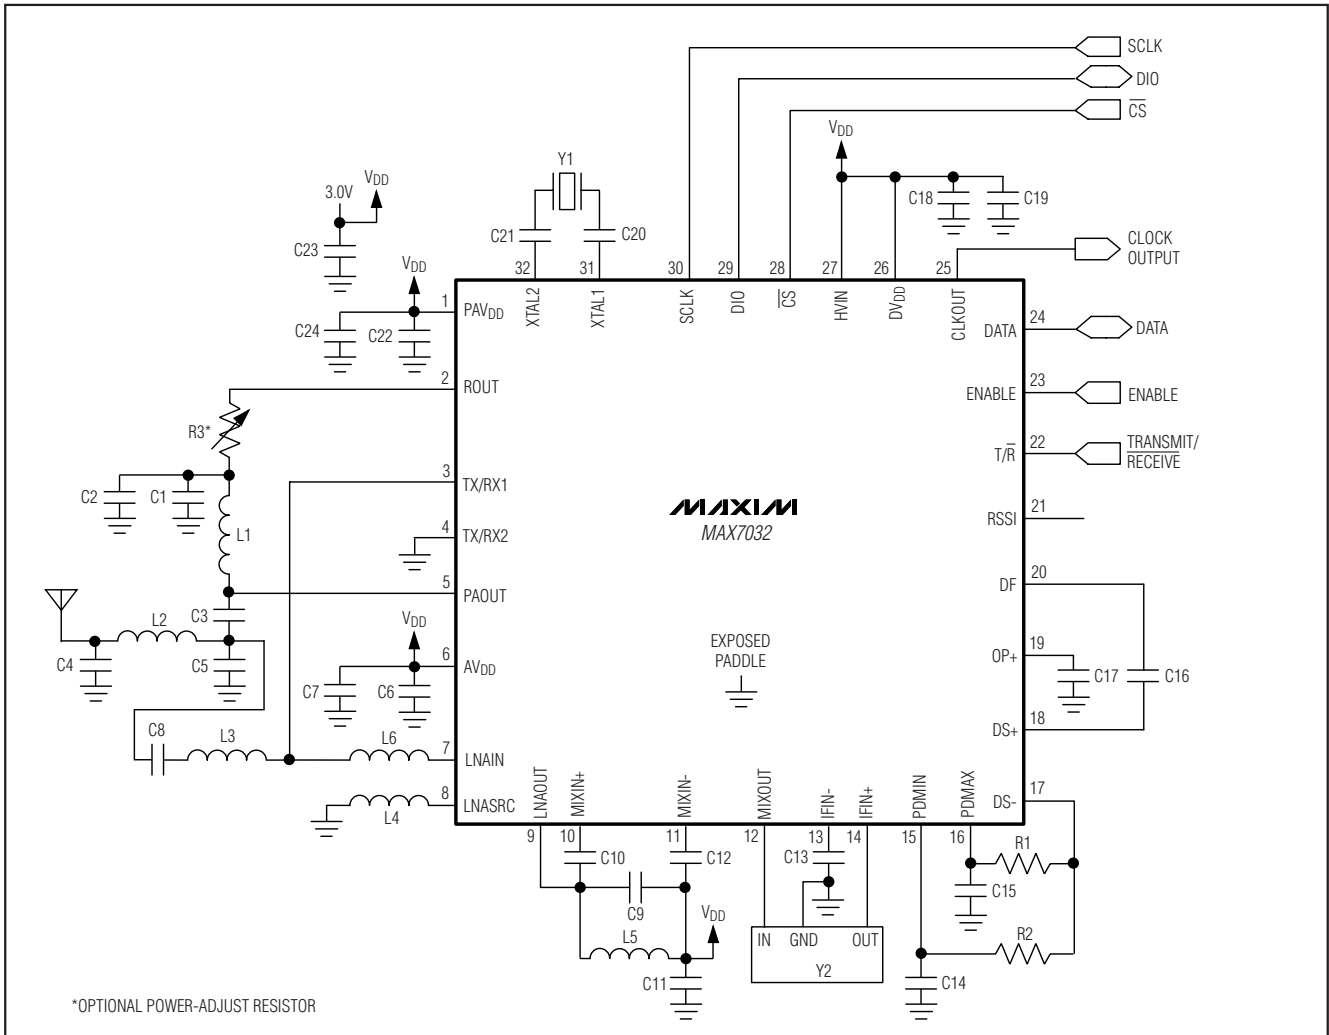 SCLK
DIO
CS
VDD
Y1
3.0V
VDD
C18
C19
C23
C21
C20
CLOCK
OUTPUT
VDD
32
31
30
29
28
27
26
25
1
PAVDD
XTAL2
XTAL1
SCLK
DIO
CS
HVIN
DVDD
CLKOUT
C24
C22
DATA
24
DATA
2
ROUT
ENABLE
23
ENABLE
R3*
T/R
22
TRANSMIT/
RECEIVE
3
TX/RX1
C2
C1
MAXIM
MAX7032
RSSI
21
L1
4
TX/RX2
5
PAOUT
DF
20
C3
L2
VDD
EXPOSED
PADDLE
C4
C5
6
AVDD
OP+
19
C17
C16
C7
C6
DS+
18
C8
L3
L6
7
LNAIN
8
LNASRC
L4
LNAOUT
MIXIN+
MIXIN-
MIXOUT
IFIN-
IFIN+
PDMIN
PDMAX
DS-
17
9
10
11
12
13
14
15
16
C10
C12
C13
R1
C15
C9
VDD
L5
IN
GND
OUT
Y2
R2
C11
C14
*OPTIONAL POWER-ADJUST RESISTOR